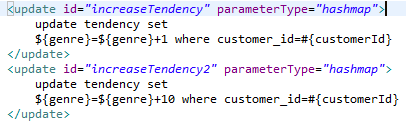 <update id="increaseTendency" parameterType="hashmap">
update tendency set
${genre}=${genre}+1 where customer_id=#{customerId}
</update>
<update id="increaseTendency2" parameterType="hashmap">
update tendency set
${genre}=${genre}+10 where customer_id=#{customerId}
</update>